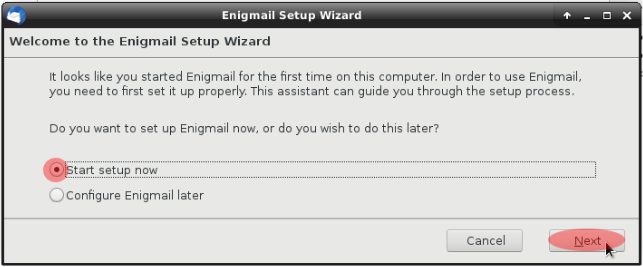 Enigmail Setup Wizard
Welcome to the Enigmail Setup Wizard
It looks like you started Enigmail for the first time on this computer. In order to use Enigmail,
you need to first set it up properly. This assistant can guide you through the setup process.
Do you want to set up Enigmail now, or do you wish to do this later?
Start setup now
Configure Enigmail later
Cancel
Next